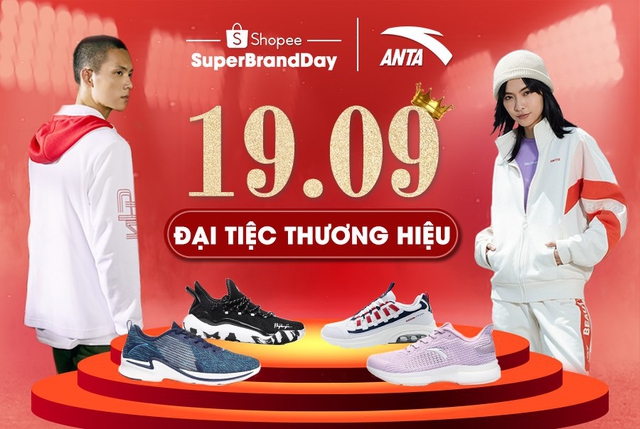 Shopee
SuperBrandDay
ANTA
19.09
ĐẠI TIỆC THƯƠNG HIỆU